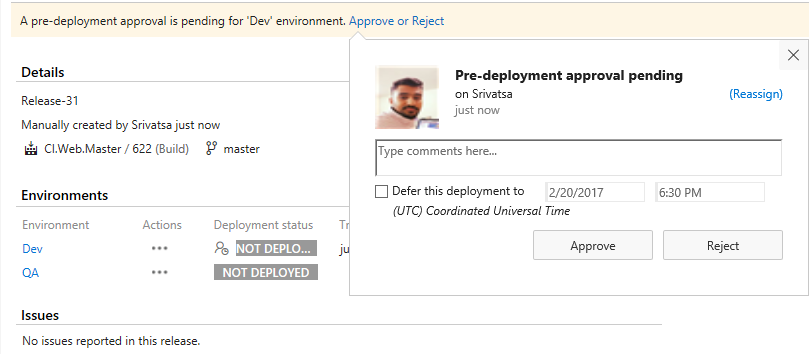 A pre-deployment approval is pending for 'Dev' environment. Approve or Reject
Pre-deployment approval pending
on Srivatsa
(Reassign)
just now
Type comments here...
Defer this deployment to 2/20/2017 6:30 PM
(UTC) Coordinated Universal Time
Approve Reject
Details
Release-31
Manually created by Srivatsa just now
CI.Web.Master / 622 (Build) master
Environments
Environment Actions Deployment status Tr
Dev ••• NOT DEPLO... ju
QA ••• NOT DEPLOYED
Issues
No issues reported in this release.